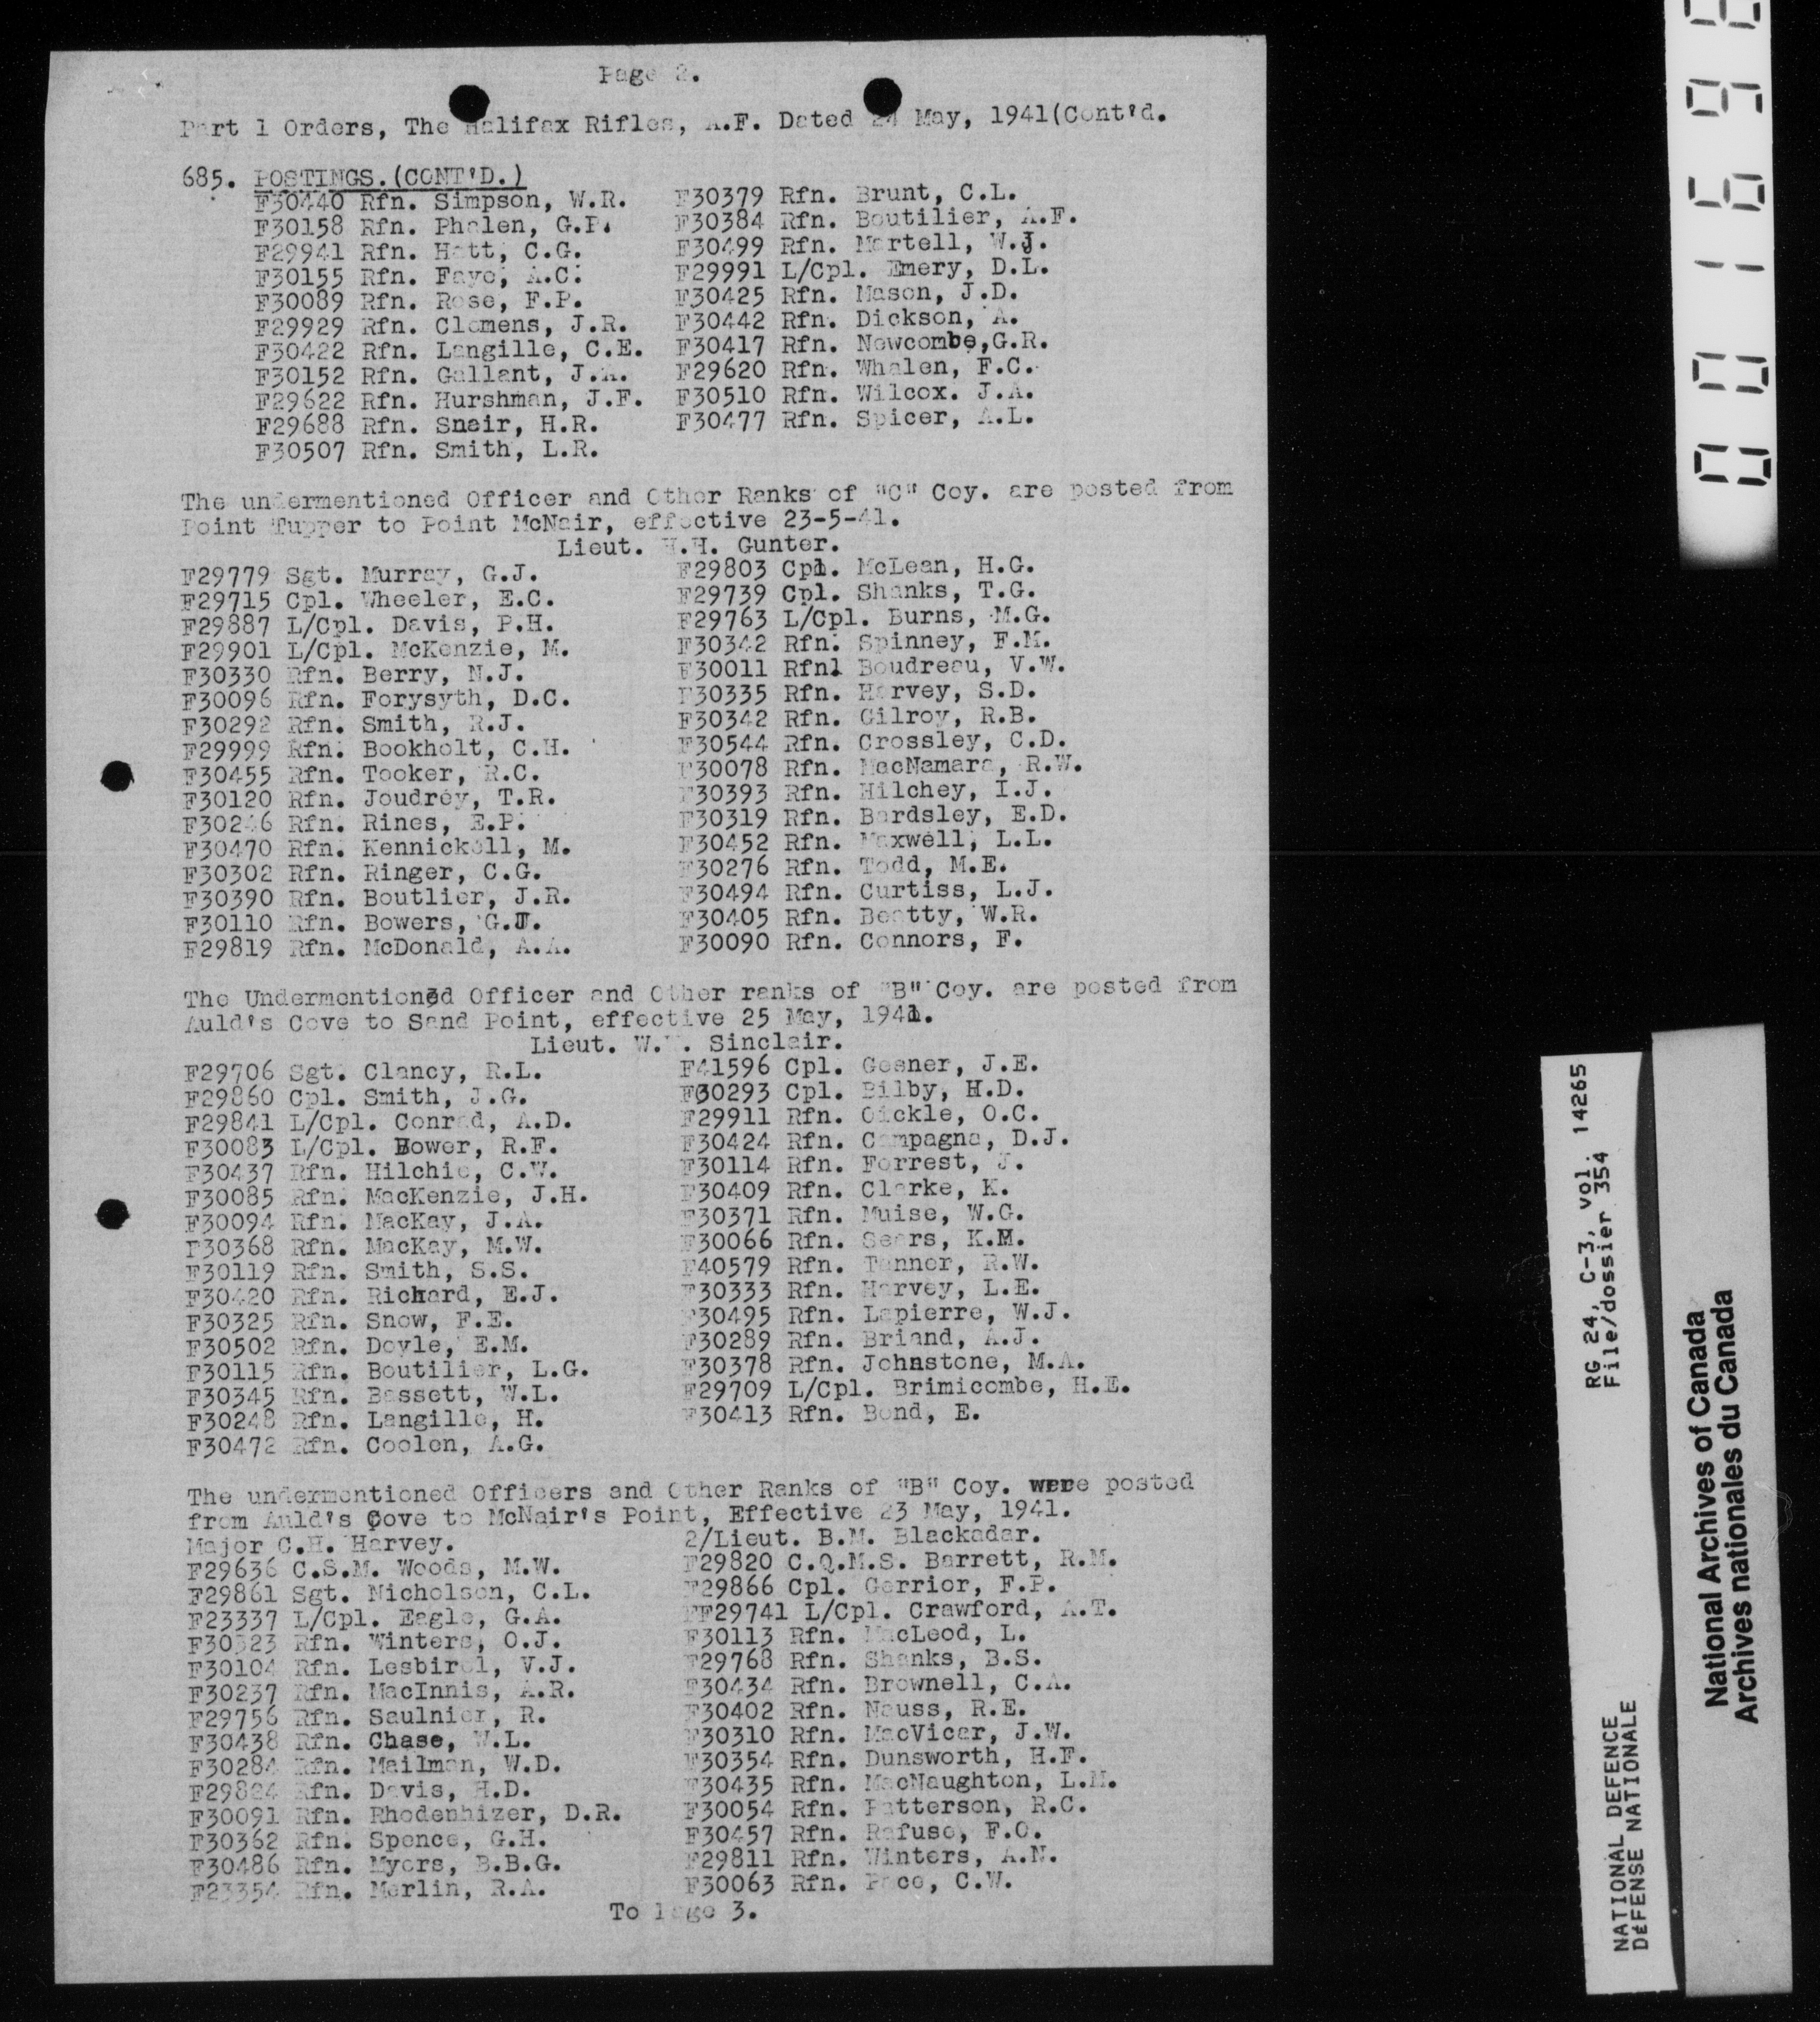 Page 2.
Part 1 Orders, The Halifax Rifles, A.F. Dated 24 May, 1941(Cont'd.
685. POSTINGS.(CONT'D.)
F30440 Rfn. Simpson, W.R. F30379 Rfn. Brunt, C.L.
F30158 Rfn. Phalen, G.P. F30384 Rfn. Boutilier, A.F.
F29941 Rfn. Hatt, C.G. F30499 Rfn. Martell, W.J.
F30155 Rfn. Faye, A.C. F29991 L/Cpl. Emery, D.L.
F30089 Rfn. Rose, F.P. F30425 Rfn. Mason, J.D.
F29929 Rfn. Clemens, J.R. F30442 Rfn. Dickson, A.
F30422 Rfn. Langille, C.E. F30417 Rfn. Newcombe,G.R.
F30152 Rfn. Gallant, J.A. F29620 Rfn. Whalen, F.C.
F29622 Rfn. Hurshman, J.F. F30510 Rfn. Wilcox. J.A.
F29688 Rfn. Snair, H.R. F30477 Rfn. Spicer, A.L.
F30507 Rfn. Smith, L.R.
The undermentioned Officer and Other Ranks of "C" Coy. are posted from
Point Tupper to Point McNair, effective 23-5-41.
Lieut. H.H. Gunter.
F29779 Sgt. Murray, G.J. F29803 Cpl. McLean, H.G.
F29715 Cpl. Wheeler, E.C. F29739 Cpl. Shanks, T.G.
F29887 L/Cpl. Davis, P.H. F29763 L/Cpl. Burns, M.G.
F29901 L/Cpl. McKenzie, M. F30342 Rfn. Spinney, F.M.
F30330 Rfn. Berry, N.J. F30011 Rfnl Boudreau, V.W.
F30096 Rfn. Forysyth, D.C. F30335 Rfn. Harvey, S.D.
F30292 Rfn. Smith, R.J. F30342 Rfn. Gilroy, R.B.
F29999 Rfn. Bookholt, C.H. F30544 Rfn. Crossley, C.D.
F30455 Rfn. Tooker, R.C. F30078 Rfn. MacNamara, R.W.
F30120 Rfn. Joudrey, T.R. F30393 Rfn. Hilchey, I.J.
F30246 Rfn. Rines, E.P. F30319 Rfn. Bardsley, E.D.
F30470 Rfn. Kennickell, M. F30452 Rfn. Maxwell, L.L.
F30302 Rfn. Ringer, C.G. F30276 Rfn. Todd, M.E.
F30390 Rfn. Boutlier, J.R. F30494 Rfn. Curtiss, L.J.
F30110 Rfn. Bowers, G.J. F30405 Rfn. Beatty, W.R.
F29819 Rfn. McDonald, A.A. F30090 Rfn. Connors, F.
The Undermentioned Officer and Other ranks of "B" Coy. are posted from
Auld's Cove to Sand Point, effective 25 May, 1941.
Lieut. W. Sinclair.
F29706 Sgt. Clancy, R.L. F41596 Cpl. Gesner, J.E.
F29860 Cpl. Smith, J.G. F30293 Cpl. Bilby, H.D.
F29841 L/Cpl. Conrad, A.D. F29911 Rfn. Oickle, O.C.
F30083 L/Cpl. Bower, R.F. F30424 Rfn. Campagna, D.J.
F30437 Rfn. Hilchie, C.W. F30114 Rfn. Forrest, J.
F30085 Rfn. MacKenzie, J.H. F30409 Rfn. Clarke, K.
F30094 Rfn. MacKay, J.A. F30371 Rfn. Muise, W.G.
F30368 Rfn. MacKay, M.W. F30066 Rfn. Sears, K.M.
F30119 Rfn. Smith, S.S. F40579 Rfn. Tanner, R.W.
F30420 Rfn. Richard, E.J. F30333 Rfn. Harvey, L.E.
F30325 Rfn. Snow, F.E. F30495 Rfn. Lapierre, W.J.
F30502 Rfn. Doyle, E.M. F30289 Rfn. Briand, A.J.
F30115 Rfn. Boutilier, L.G. F30378 Rfn. Johnstone, M.A.
F30345 Rfn. Bassett, W.L. F29709 L/Cpl. Brimicombe, H.E.
F30248 Rfn. Langille, H. F30413 Rfn. Bond, E.
F30472 Rfn. Coolen, A.G.
The undermentioned Officers and Other Ranks of "B" Coy. were posted
from Auld's Cove to McNair's Point, Effective 23 May, 1941.
Major C.H. Harvey. 2/Lieut. B.M. Blackadar.
F29636 C.S.M. Woods, M.W. F29820 C.Q.M.S. Barrett, R.M.
F29861 Sgt. Nicholson, C.L. F29866 Cpl. Gerrior, F.P.
F23337 L/Cpl. Eagle, G.A. FF29741 L/Cpl. Crawford, A.T.
F30323 Rfn. Winters, O.J. F30113 Rfn. MacLeod, L.
F30104 Rfn. Lesbirel, V.J. F29768 Rfn. Shanks, B.S.
F30237 Rfn. MacInnis, A.R. F30434 Rfn. Brownell, C.A.
F29756 Rfn. Saulnier, R. F30402 Rfn. Nauss, R.E.
F30438 Rfn. Chase, W.L. F30310 Rfn. MacVicar, J.W.
F30284 Rfn. Mailman, W.D. F30354 Rfn. Dunsworth, H.F.
F29824 Rfn. Davis, H.D. F30435 Rfn. MacNaughton, L.M.
F30091 Rfn. Rhodenhizer, D.R. F30054 Rfn. Patterson, R.C.
F30362 Rfn. Spence, G.H. F30457 Rfn. Rafuse, F.O.
F30486 Rfn. Myers, B.B.G. F29811 Rfn. Winters, A.N.
F23354 Rfn. Merlin, R.A. F30063 Rfn. Pace, C.W.
To Page 3.
RG 24, C-3, vol. 14265
File/dossier 354
NATIONAL DEFENCE
DÉFENSE NATIONALE
National Archives of Canada
Archives nationales du Canada